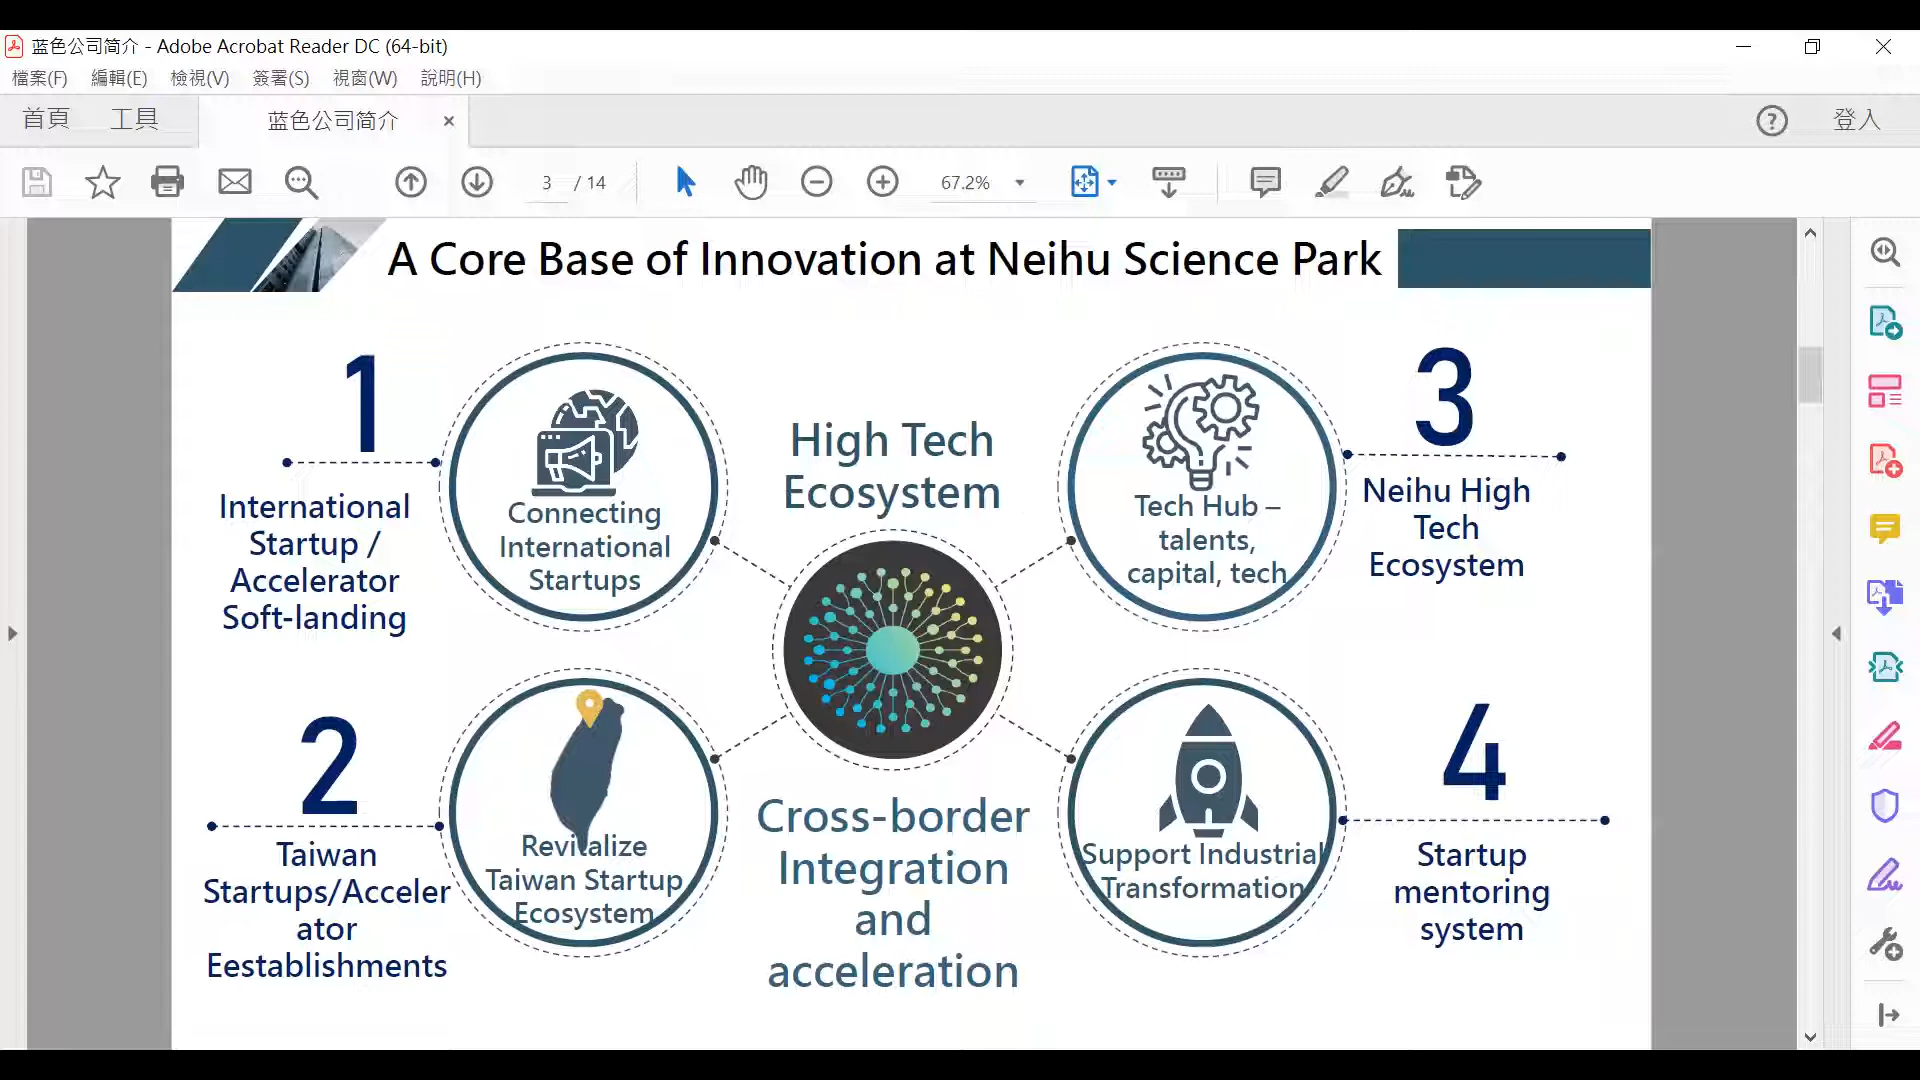 蓝色公司简介 - Adobe Acrobat Reader DC (64-bit)
檔案(F) 編輯(E) 檢視(V) 簽署(S) 視窗(W) 說明(H)
首頁 工具 蓝色公司简介 × 登入
3 / 14 67.2%
A Core Base of Innovation at Neihu Science Park
1
International
Startup /
Accelerator
Soft-landing
Connecting
International
Startups
High Tech
Ecosystem
Tech Hub –
talents,
capital, tech
3
Neihu High
Tech
Ecosystem
2
Taiwan
Startups/Acceler
ator
Eestablishments
Revitalize
Taiwan Startup
Ecosystem
Cross-border
Integration
and
acceleration
Support Industrial
Transformation
4
Startup
mentoring
system